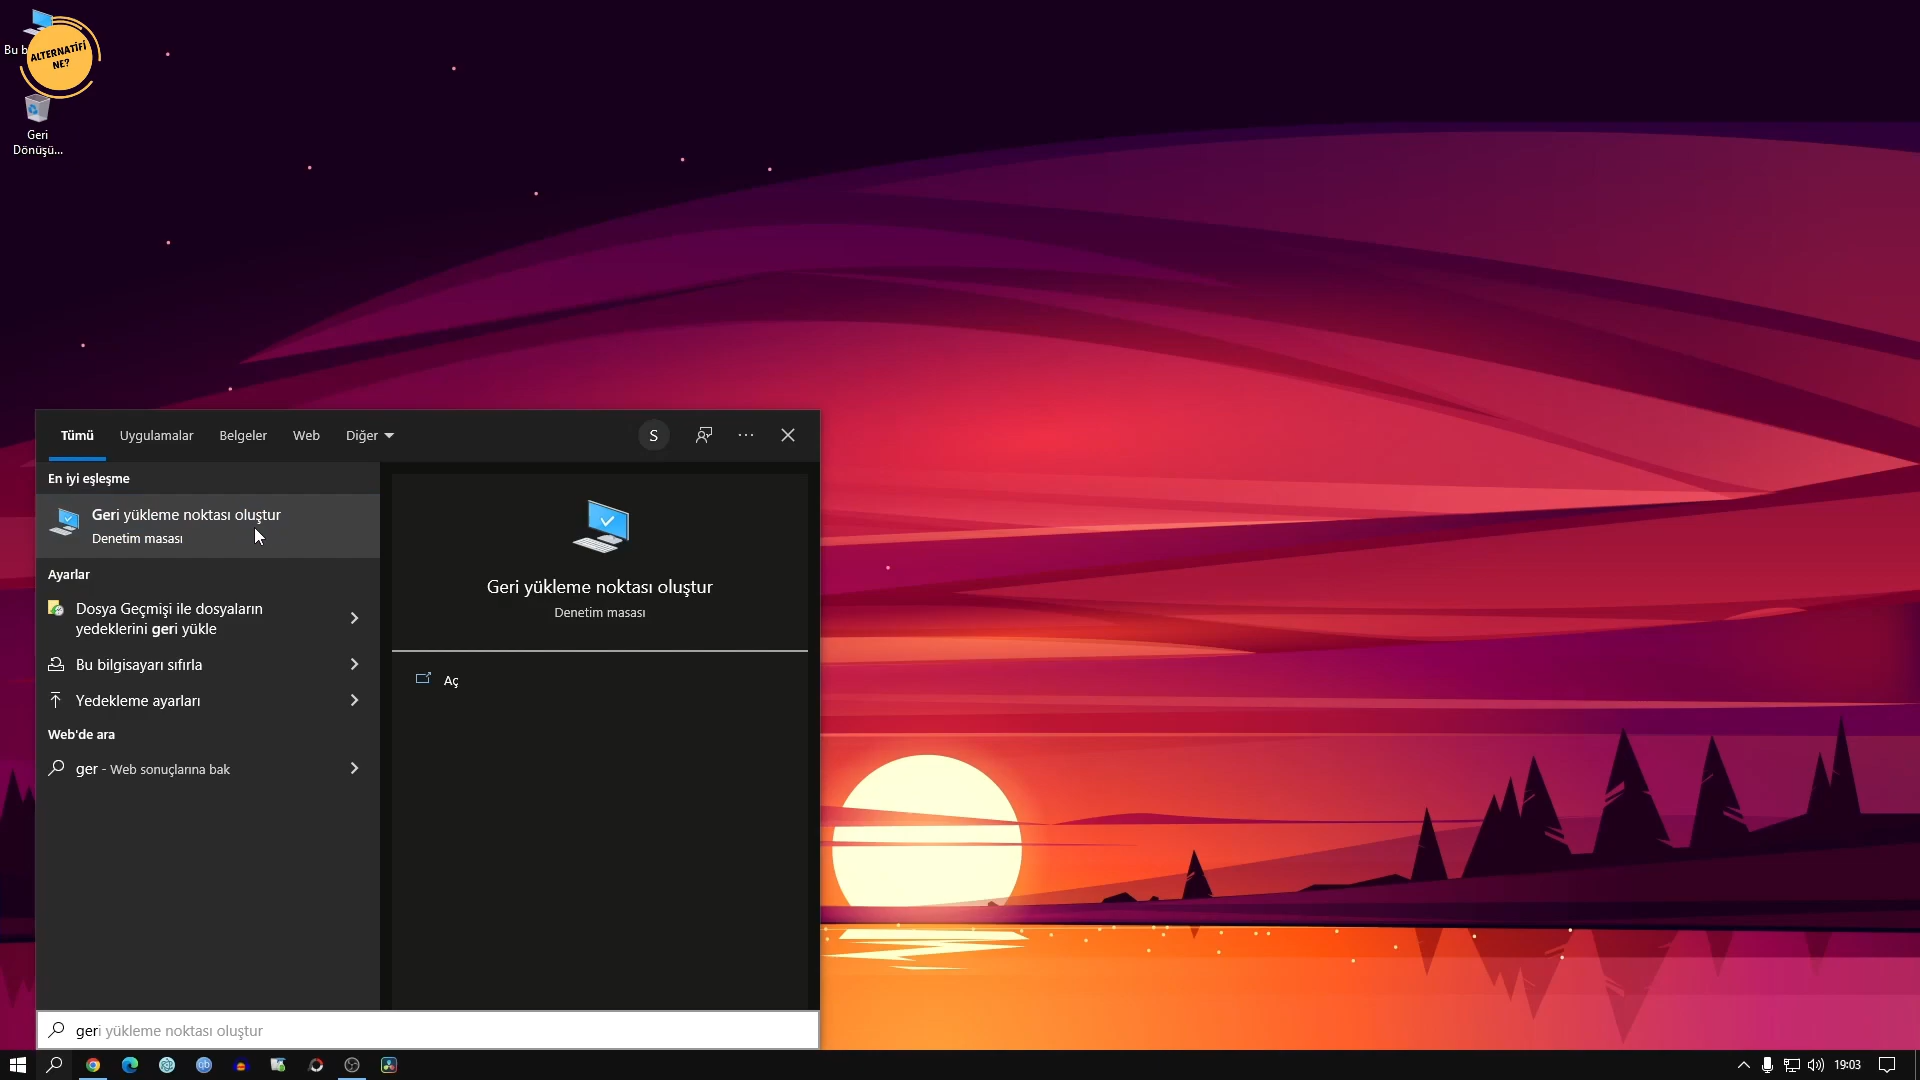 Bu b
ALTERNATİFİ
NE?
Geri
Dönüşü...
Tümü Uygulamalar Belgeler Web Diğer
S
En iyi eşleşme
Geri yükleme noktası oluştur
Denetim masası
Ayarlar
Dosya Geçmişi ile dosyaların
yedeklerini geri yükle
Bu bilgisayarı sıfırla
Yedekleme ayarları
Web'de ara
ger - Web sonuçlarına bak
Geri yükleme noktası oluştur
Denetim masası
Aç
geri yükleme noktası oluştur
qb
19:03